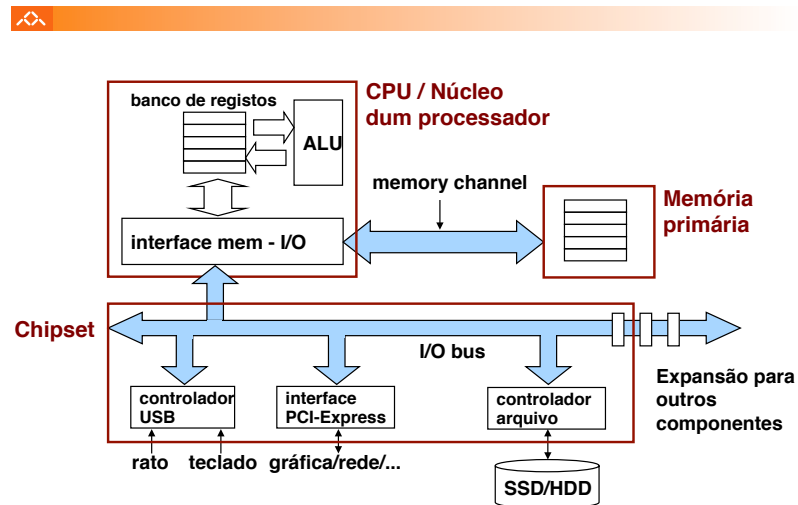 CPU / Núcleo
dum processador
banco de registos
ALU
memory channel
Memória
primária
interface mem - I/O
Chipset
I/O bus
Expansão para
outros
componentes
controlador
USB
interface
PCI-Express
controlador
arquivo
rato
teclado
gráfica/rede/...
SSD/HDD